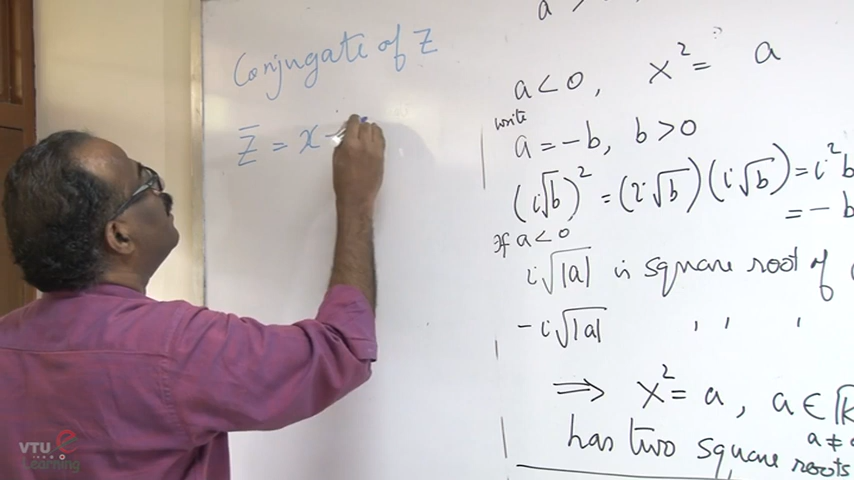 Conjugate of Z
Z̅ = x -
a <0, x² = a
write
a = -b, b > 0
(i√b)² = (i√b)(i√b) = i²b
= - b
If a < 0
i√|a| is square root of
-i√|a| ' ' '
⇒ x² = a, a ∈ ℝ
a ≠
has two square roots
VTU e
Learning